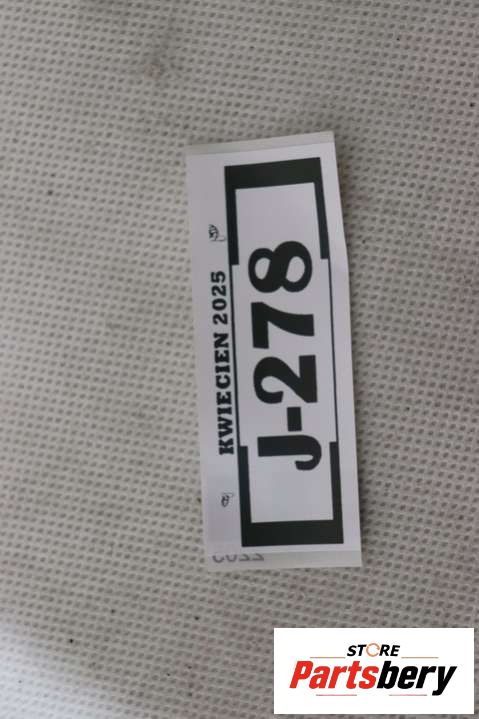 KWIECIEN 2025
J-278
STORE
Partsbery